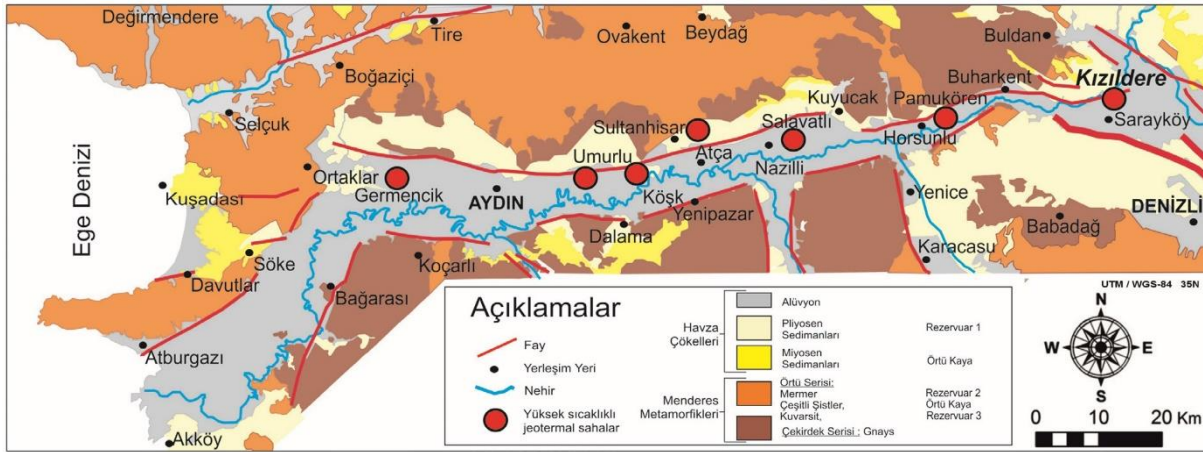 Değirmendere
Tire
Ovakent
Beydağ
Buldan
Boğaziçi
Buharkent
Kızıldere
Selçuk
Kuyucak
Pamukören
Sultanhisar
Salavatlı
Sarayköy
Umurlu
Atça
Horsunlu
Ortaklar
Germencik
Nazilli
Kuşadası
AYDIN
Köşk
Yenice
Ege Denizi
Yenipazar
Babadağ
DENİZLİ
Dalama
Söke
Koçarlı
Karacasu
Davutlar
Bağarası
Atburgazı
Akköy
Açıklamalar
Fay
Yerleşim Yeri
Nehir
Yüksek sıcaklıklı
jeotermal sahalar
Havza
Çökelleri
Alüvyon
Pliyosen
Sedimanları
Rezervuar 1
Miyosen
Sedimanları
Örtü Kaya
Menderes
Metamorfikleri
Örtü Serisi:
Mermer
Çeşitli Şistler,
Kuvarsit,
Rezervuar 2
Örtü Kaya
Rezervuar 3
Çekirdek Serisi : Gnays
UTM / WGS-84 35N
N
W E
S
0 10 20 Km